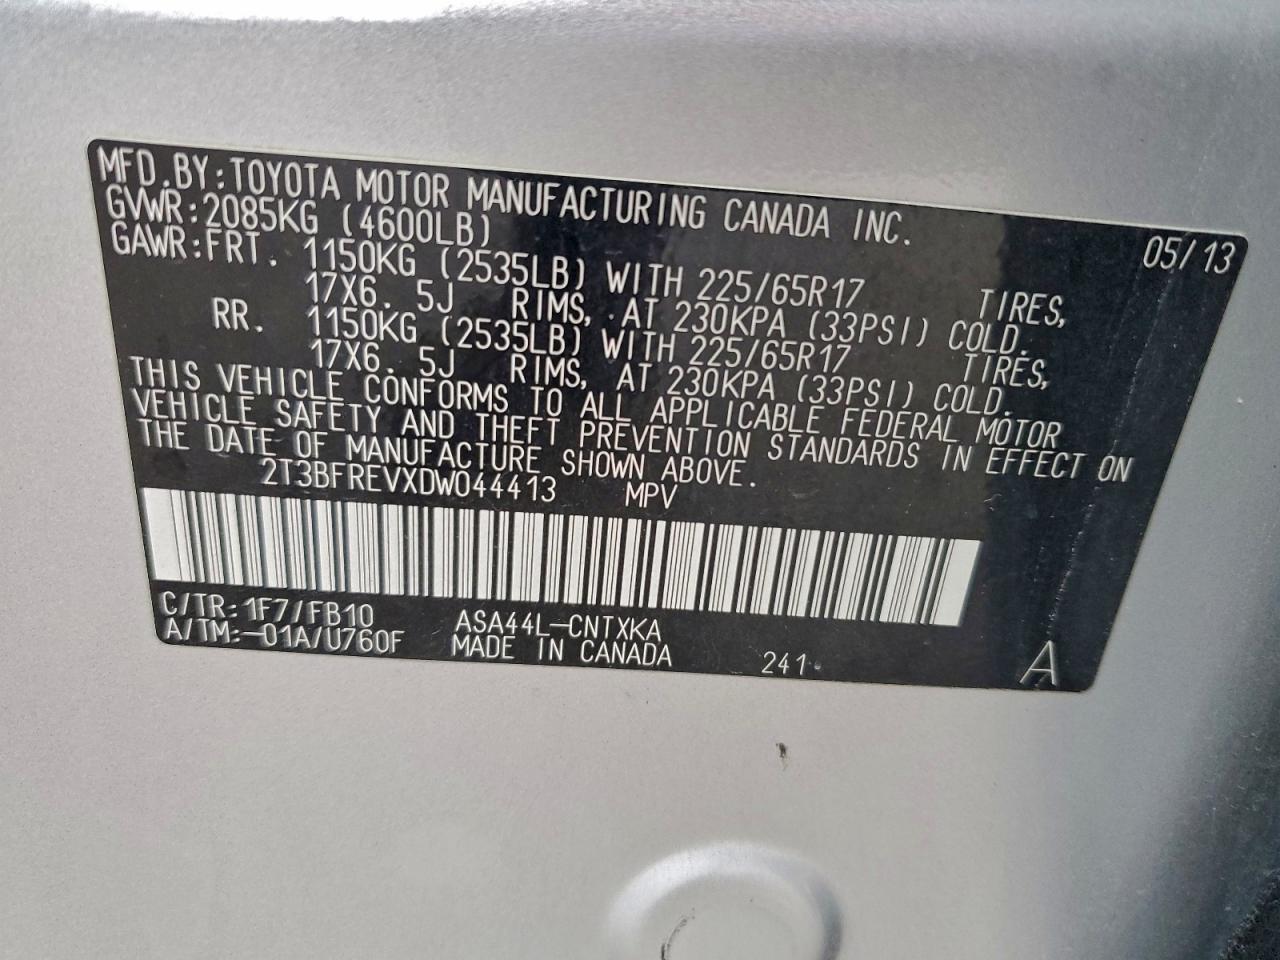 MFD.BY:TOYOTA MOTOR MANUFACTURING CANADA INC. 05/13
GVWR:2085KG (4600LB)
GAWR:FRT. 1150KG (2535LB) WITH 225/65R17 TIRES,
17X6.5J RIMS, AT 230KPA (33PSI) COLD.
RR. 1150KG (2535LB) WITH 225/65R17 TIRES,
17X6.5J RIMS, AT 230KPA (33PSI) COLD.
THIS VEHICLE CONFORMS TO ALL APPLICABLE FEDERAL MOTOR
VEHICLE SAFETY AND THEFT PREVENTION STANDARDS IN EFFECT ON
THE DATE OF MANUFACTURE SHOWN ABOVE.
2T3BFREVXDW044413 MPV
C/TR:1F7/FB10 ASA44L-CNTXKA
A/TM:-01A/U760F MADE IN CANADA 241 A